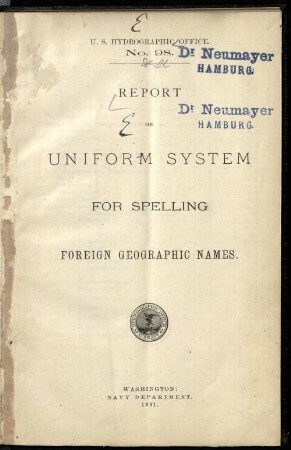 U. S. HYDROGRAPHIC OFFICE.
No. 98.
Dr Neumayer
HAMBURG.
REPORT
Dr Neumayer
HAMBURG.
ON
UNIFORM SYSTEM
FOR SPELLING
FOREIGN GEOGRAPHIC NAMES.
WASHINGTON:
NAVY DEPARTMENT,
1891.